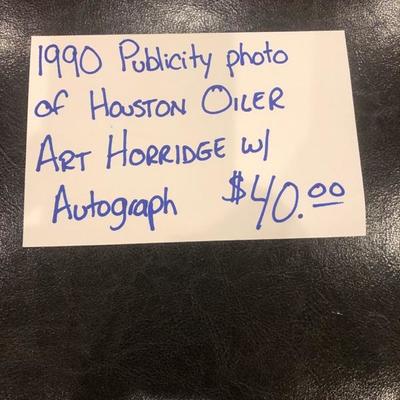 1990 Publicity photo
of Houston Oiler
Art Horridge w/
Autograph $40.00